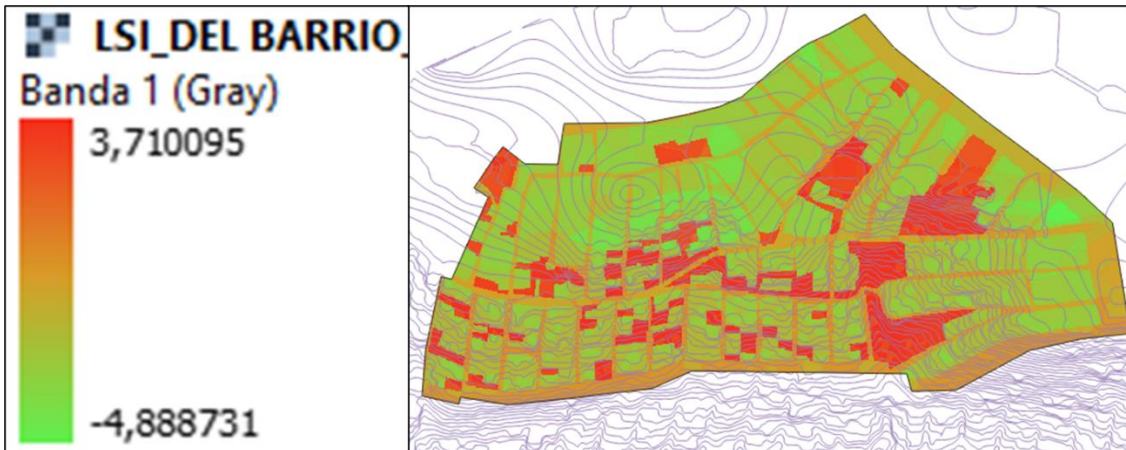 LSI_DEL BARRIO_
Banda 1 (Gray)
3,710095
-4,888731